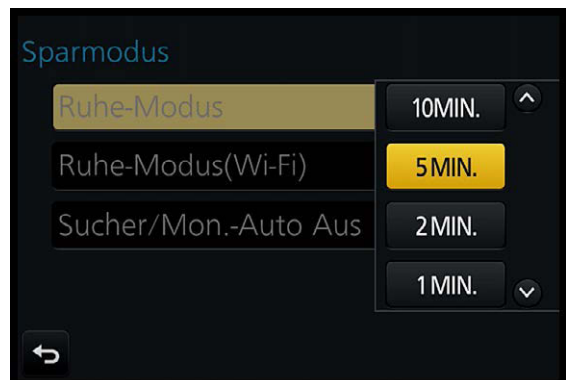 Sparmodus
Ruhe-Modus
10MIN.
Ruhe-Modus(Wi-Fi)
5MIN.
Sucher/Mon.-Auto Aus
2MIN.
1MIN.